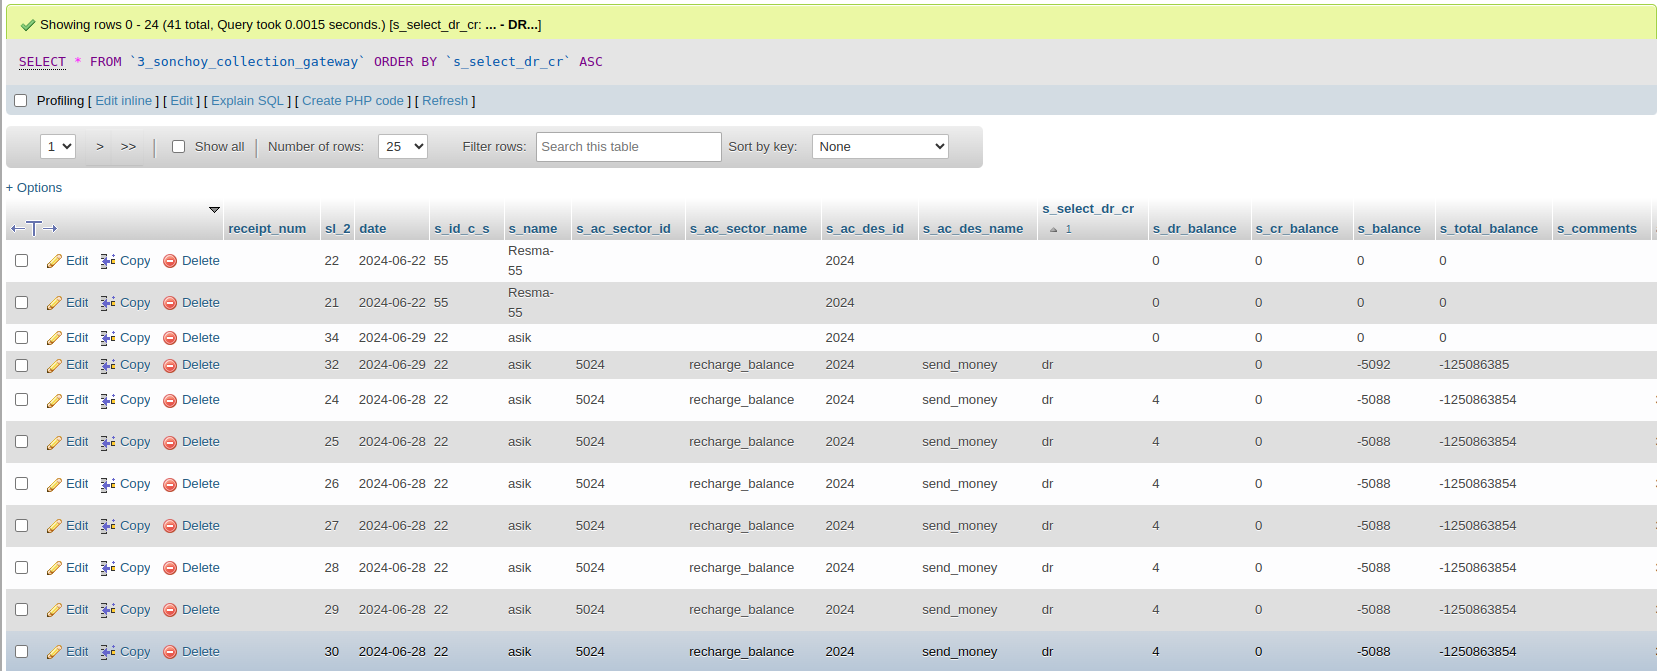 Showing rows 0 - 24 (41 total, Query took 0.0015 seconds.) [s_select_dr_cr: ... - DR...]
SELECT * FROM `3_sonchoy_collection_gateway` ORDER BY `s_select_dr_cr` ASC
Profiling [ Edit inline ] [ Edit ] [ Explain SQL ] [ Create PHP code ] [ Refresh ]
1 > >> Show all Number of rows: 25 Filter rows: Search this table Sort by key: None
+ Options
receipt_num sl_2 date s_id_c_s s_name s_ac_sector_id s_ac_sector_name s_ac_des_id s_ac_des_name s_select_dr_cr 1 s_dr_balance s_cr_balance s_balance s_total_balance s_comments
Edit Copy Delete 22 2024-06-22 55 Resma-55 2024 0 0 0 0
Edit Copy Delete 21 2024-06-22 55 Resma-55 2024 0 0 0 0
Edit Copy Delete 34 2024-06-29 22 asik 2024 0 0 0 0
Edit Copy Delete 32 2024-06-29 22 asik 5024 recharge_balance 2024 send_money dr 0 -5092 -125086385
Edit Copy Delete 24 2024-06-28 22 asik 5024 recharge_balance 2024 send_money dr 4 0 -5088 -1250863854
Edit Copy Delete 25 2024-06-28 22 asik 5024 recharge_balance 2024 send_money dr 4 0 -5088 -1250863854
Edit Copy Delete 26 2024-06-28 22 asik 5024 recharge_balance 2024 send_money dr 4 0 -5088 -1250863854
Edit Copy Delete 27 2024-06-28 22 asik 5024 recharge_balance 2024 send_money dr 4 0 -5088 -1250863854
Edit Copy Delete 28 2024-06-28 22 asik 5024 recharge_balance 2024 send_money dr 4 0 -5088 -1250863854
Edit Copy Delete 29 2024-06-28 22 asik 5024 recharge_balance 2024 send_money dr 4 0 -5088 -1250863854
Edit Copy Delete 30 2024-06-28 22 asik 5024 recharge_balance 2024 send_money dr 4 0 -5088 -1250863854